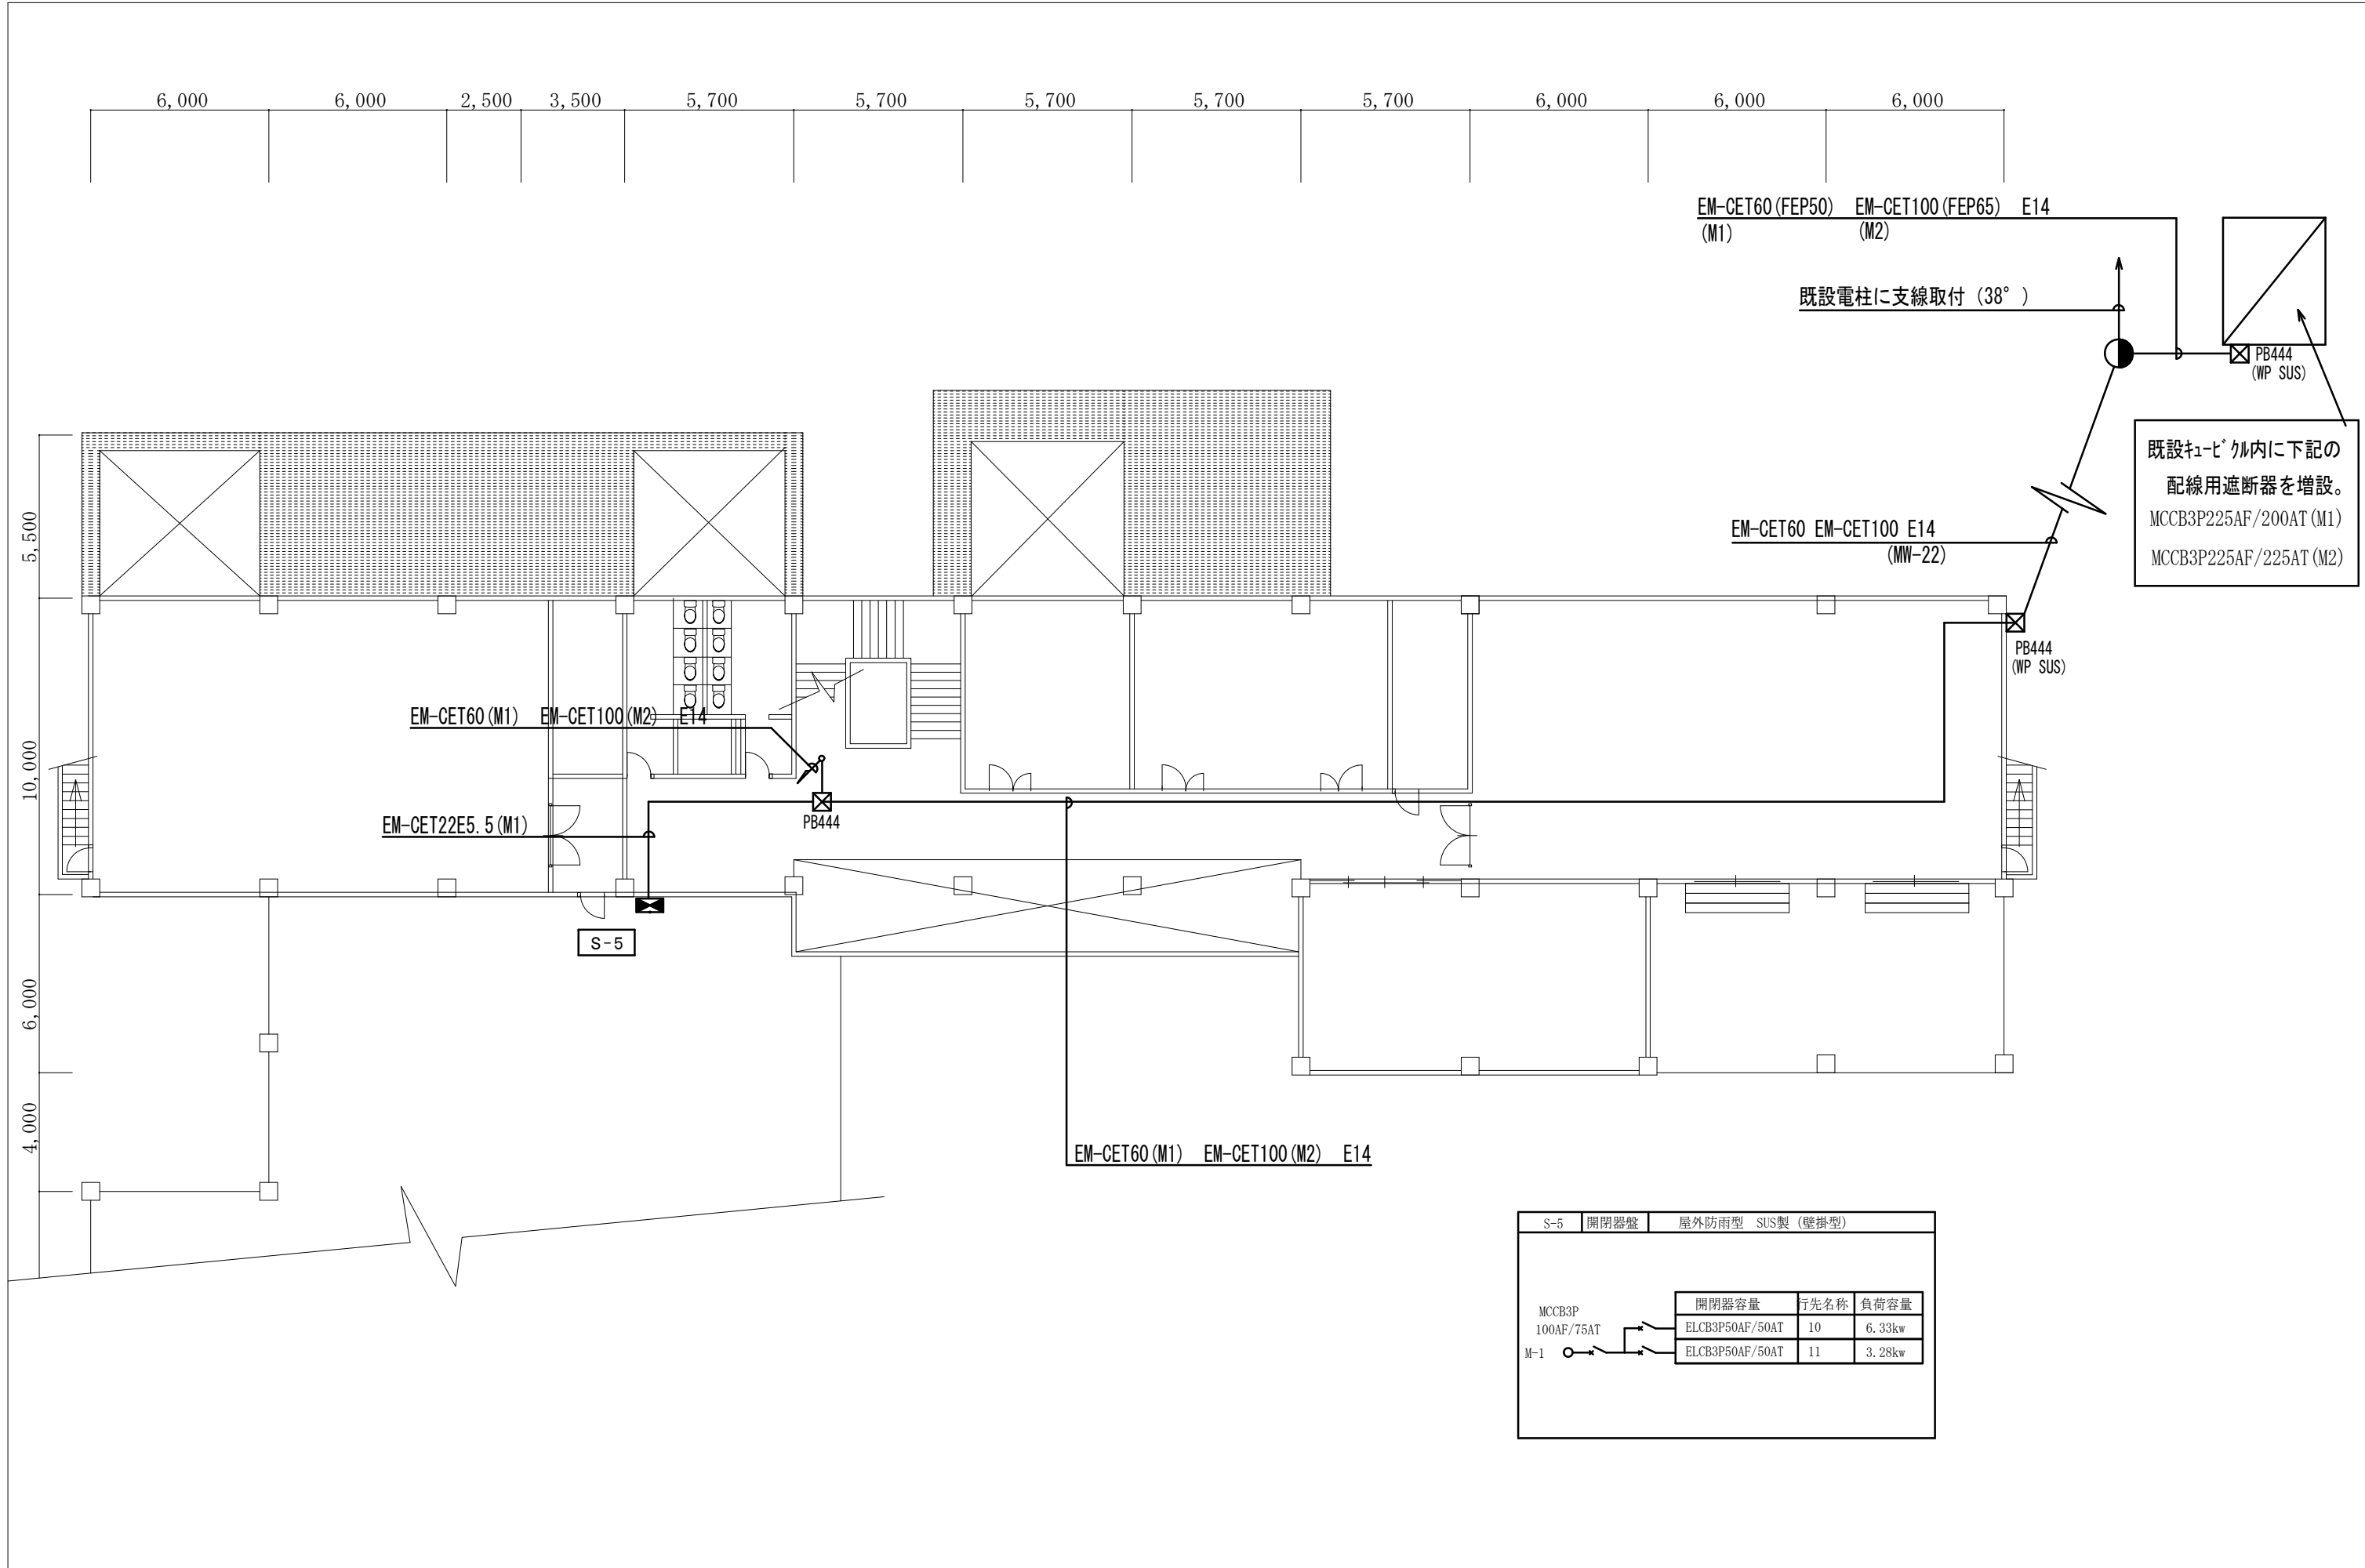 6,000 6,000 2,500 3,500 5,700 5,700 5,700 5,700 5,700 6,000 6,000 6,000
EM-CET60(FEP50) EM-CET100(FEP65) E14
(M1) (M2)
既設電柱に支線取付 (38°)
PB444
(WP SUS)
既設キュービクル内に下記の
配線用遮断器を増設。
MCCB3P225AF/200AT(M1)
MCCB3P225AF/225AT(M2)
EM-CET60 EM-CET100 E14
(MW-22)
PB444
(WP SUS)
5,500
10,000
6,000
4,000
EM-CET60(M1) EM-CET100(M2) E14
EM-CET22E5.5(M1)
PB444
S-5
EM-CET60(M1) EM-CET100(M2) E14
S-5 開閉器盤 屋外防雨型 SUS製 (壁掛型)
開閉器容量 行先名称 負荷容量
MCCB3P
100AF/75AT
ELCB3P50AF/50AT 10 6.33kw
M-1
ELCB3P50AF/50AT 11 3.28kw